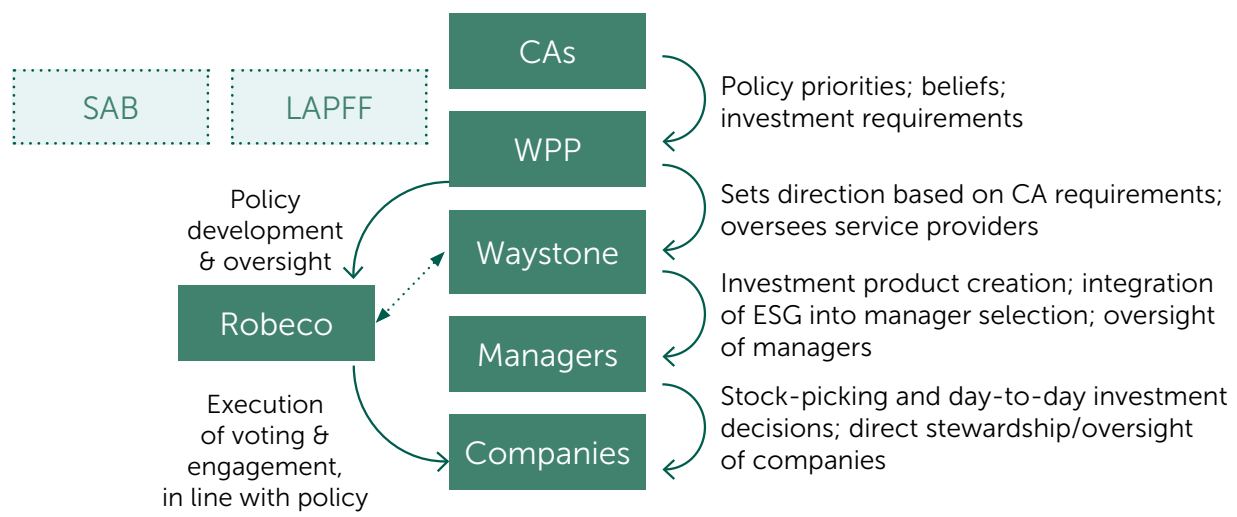 CAs
SAB
LAPFF
Policy priorities; beliefs;
investment requirements
WPP
Policy
development
& oversight
Sets direction based on CA requirements;
oversees service providers
Waystone
Robeco
Investment product creation; integration
of ESG into manager selection; oversight
of managers
Managers
Execution
of voting &
engagement,
in line with policy
Stock-picking and day-to-day investment
decisions; direct stewardship/oversight
of companies
Companies